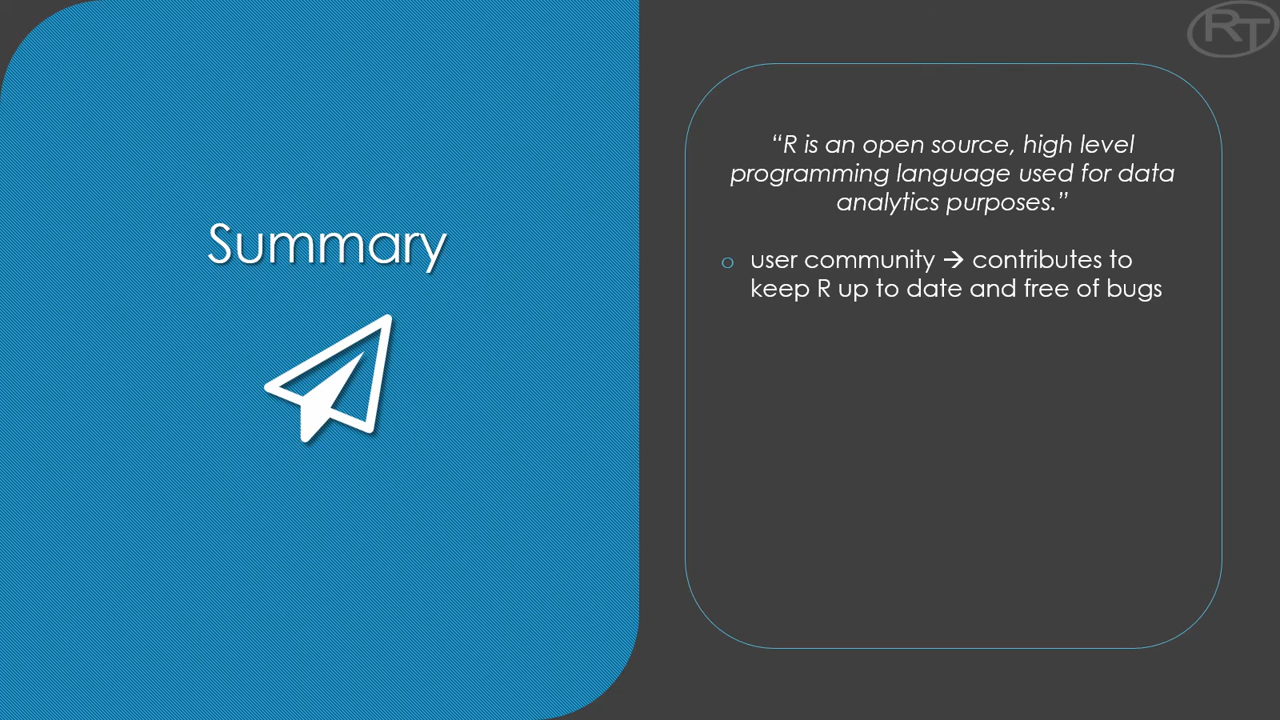 RT
Summary
“R is an open source, high level
programming language used for data
analytics purposes.”
o user community → contributes to
keep R up to date and free of bugs